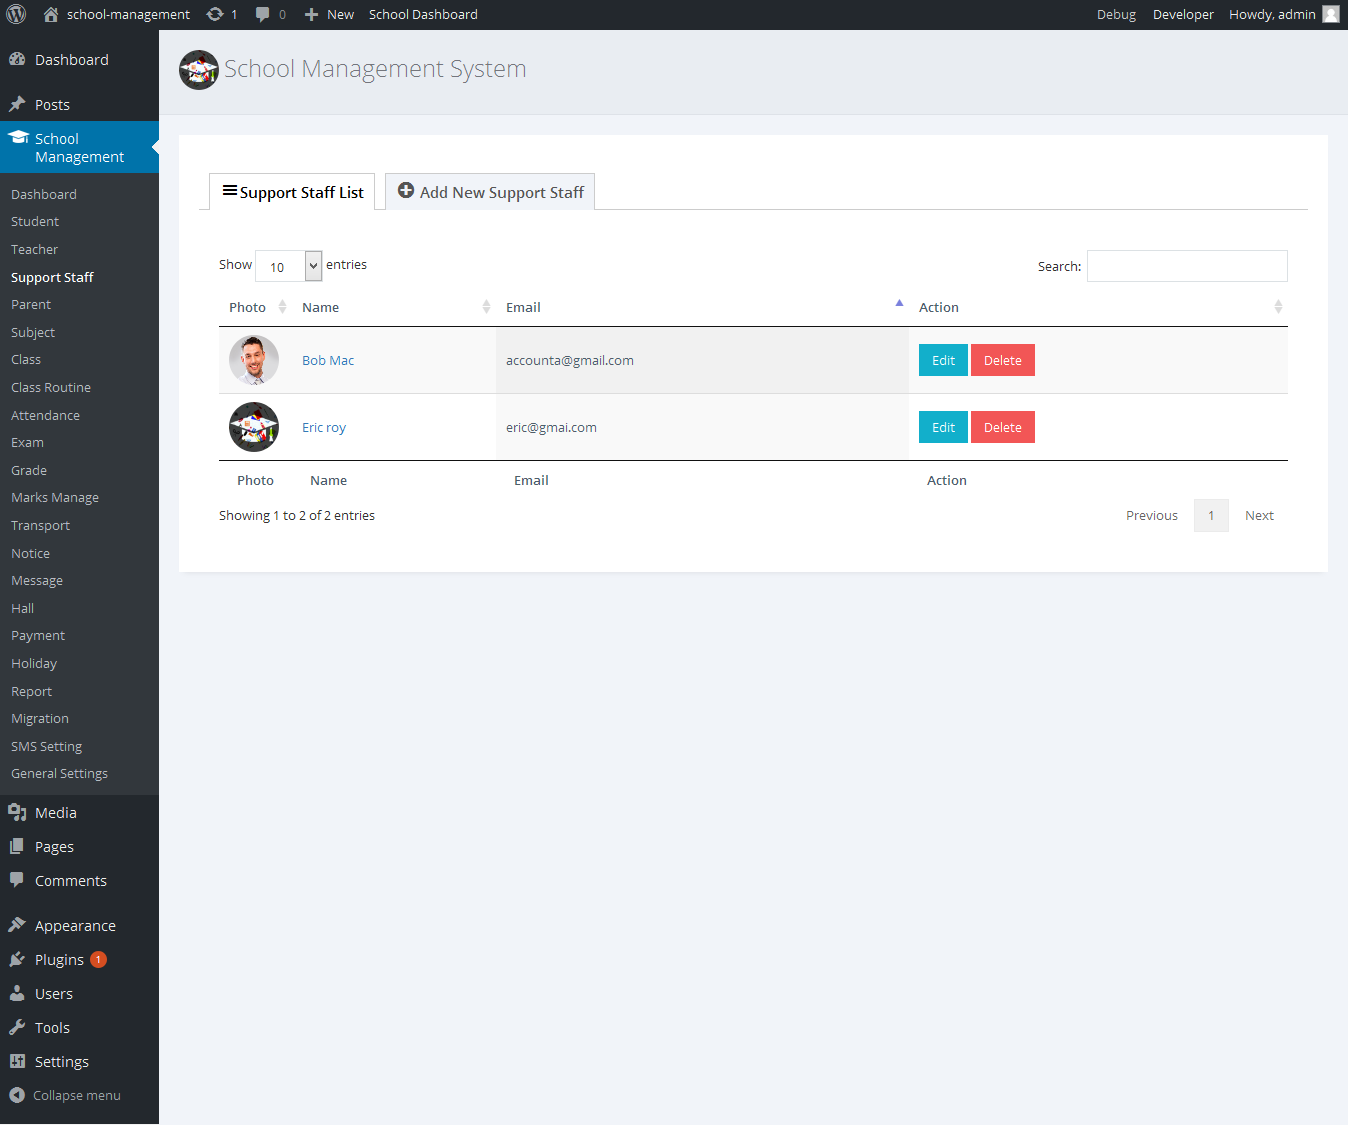 school-management 1 0 New School Dashboard Debug Developer Howdy, admin
Dashboard
Posts
School
Management
Dashboard
Student
Teacher
Support Staff
Parent
Subject
Class
Class Routine
Attendance
Exam
Grade
Marks Manage
Transport
Notice
Message
Hall
Payment
Holiday
Report
Migration
SMS Setting
General Settings
Media
Pages
Comments
Appearance
Plugins 1
Users
Tools
Settings
Collapse menu
School Management System
Support Staff List Add New Support Staff
Show 10 entries Search:
Photo Name Email Action
Bob Mac accounta@gmail.com Edit Delete
Eric roy eric@gmai.com Edit Delete
Photo Name Email Action
Showing 1 to 2 of 2 entries Previous 1 Next